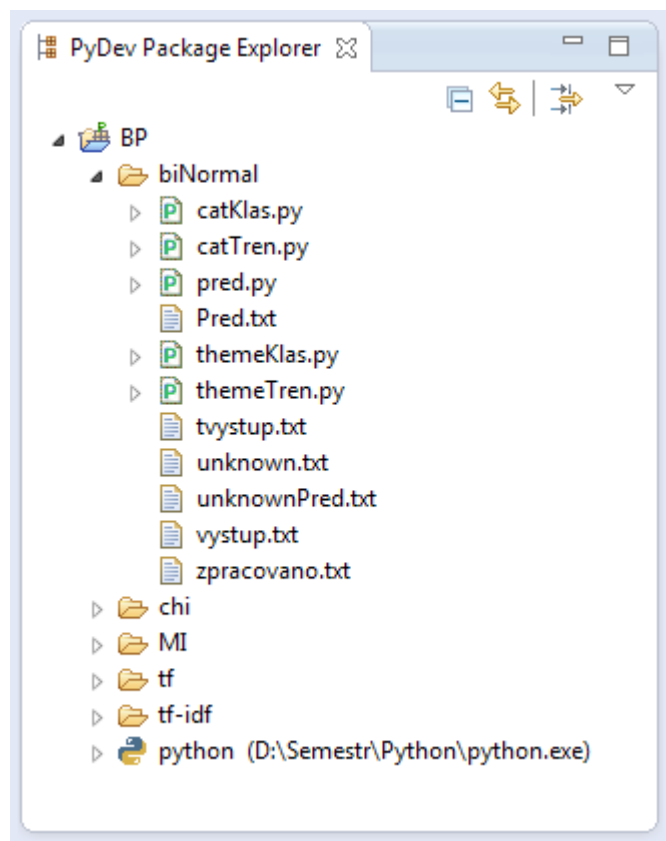 PyDev Package Explorer
BP
biNormal
catKlas.py
catTren.py
pred.py
Pred.txt
themeKlas.py
themeTren.py
tvystup.txt
unknown.txt
unknownPred.txt
vystup.txt
zpracovano.txt
chi
MI
tf
tf-idf
python (D:\Semestr\Python\python.exe)